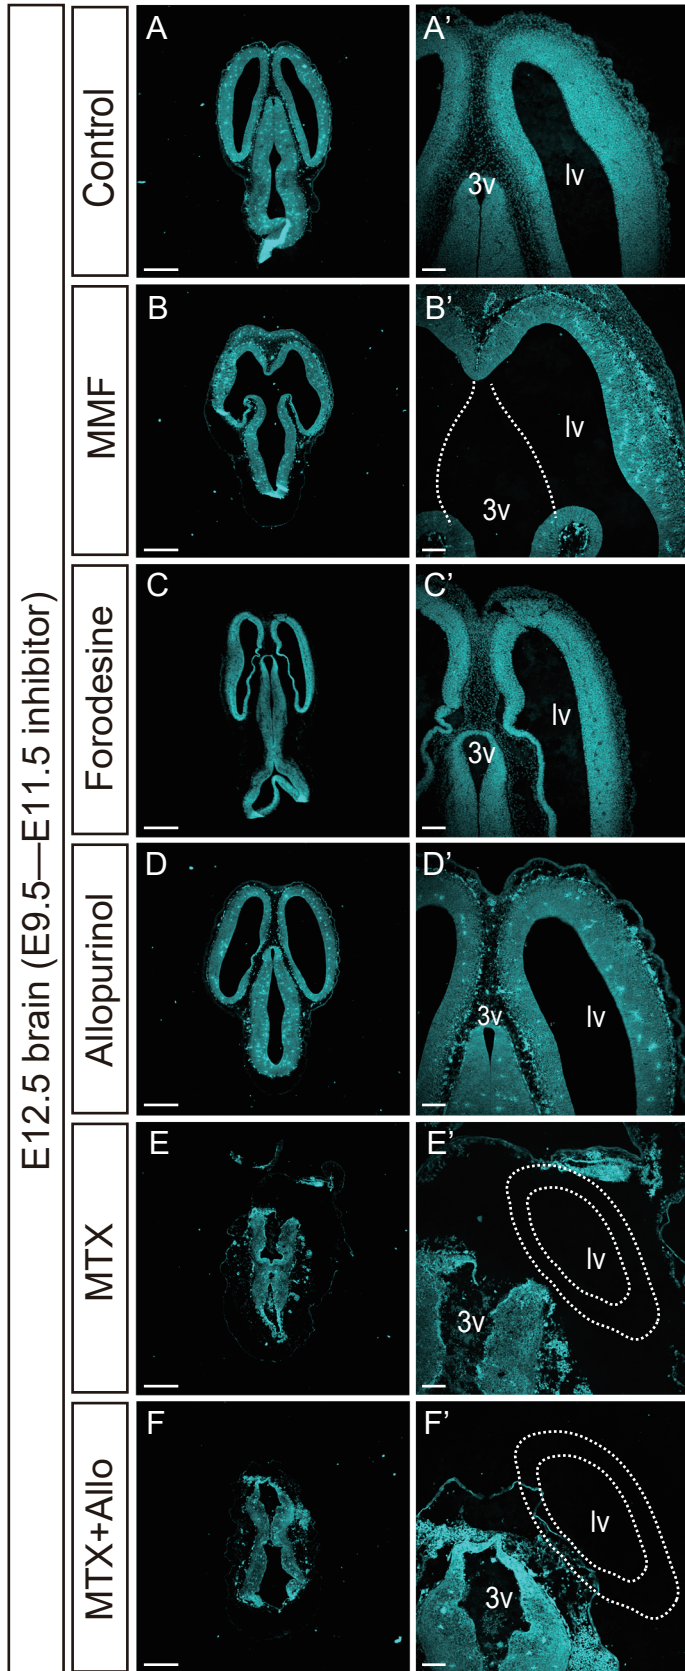 E12.5 brain (E9.5—E11.5 inhibitor)
Control
A
A'
3v
lv
MMF
B
B'
lv
3v
Forodesine
C
C'
lv
3v
Allopurinol
D
D'
3v
lv
MTX
E
E'
lv
3v
MTX+Allo
F
F'
lv
3v